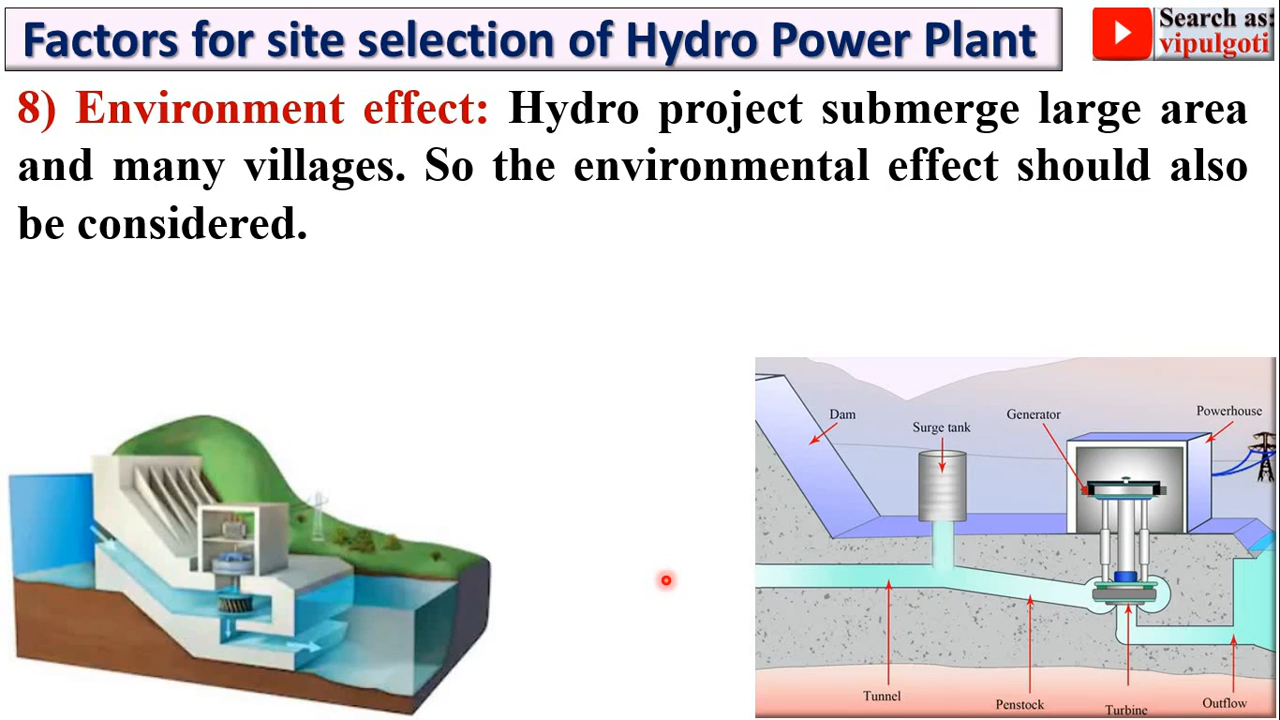 Factors for site selection of Hydro Power Plant
Search as:
vipulgoti
8) Environment effect: Hydro project submerge large area
and many villages. So the environmental effect should also
be considered.
Dam
Surge tank
Generator
Powerhouse
Tunnel
Penstock
Turbine
Outflow